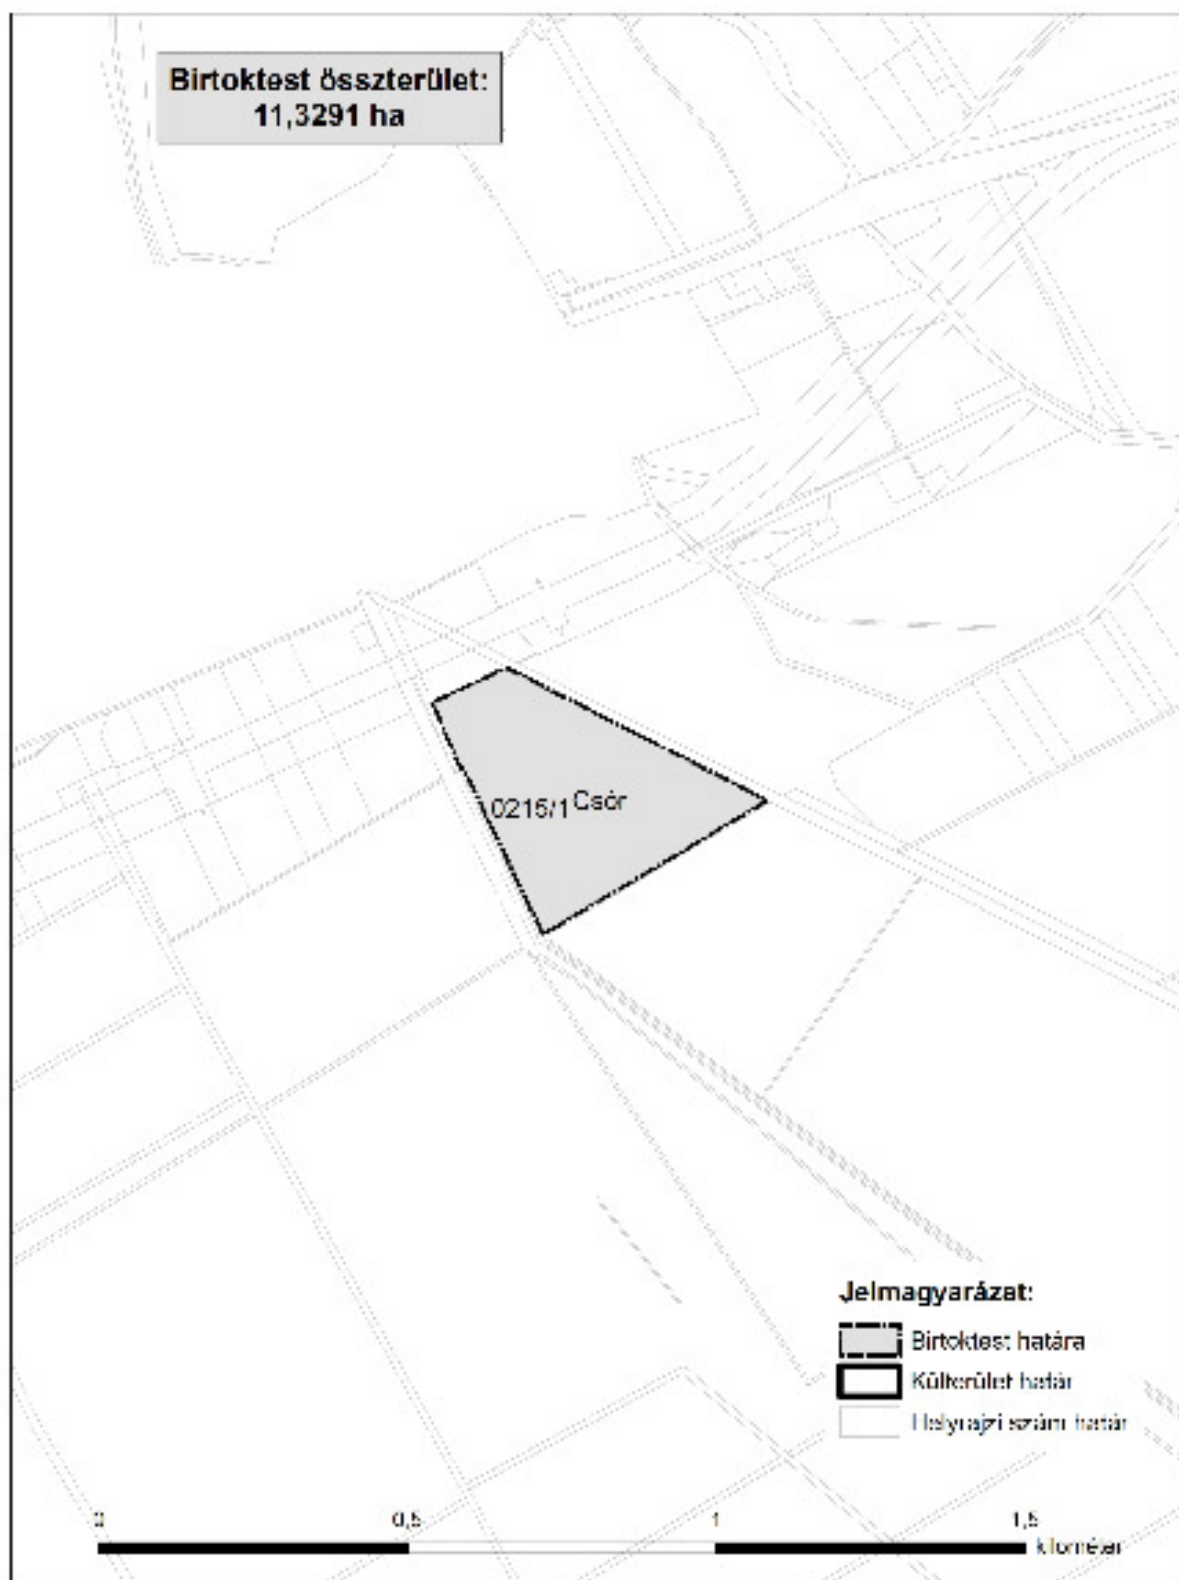 Birtoktest összterület:
11,3291 ha
0215/1 Csór
Jelmagyarázat:
Birtoktest határa
Külterület határ
Helyrajzi szám határ
0 0,5 1 1,5
kilométer